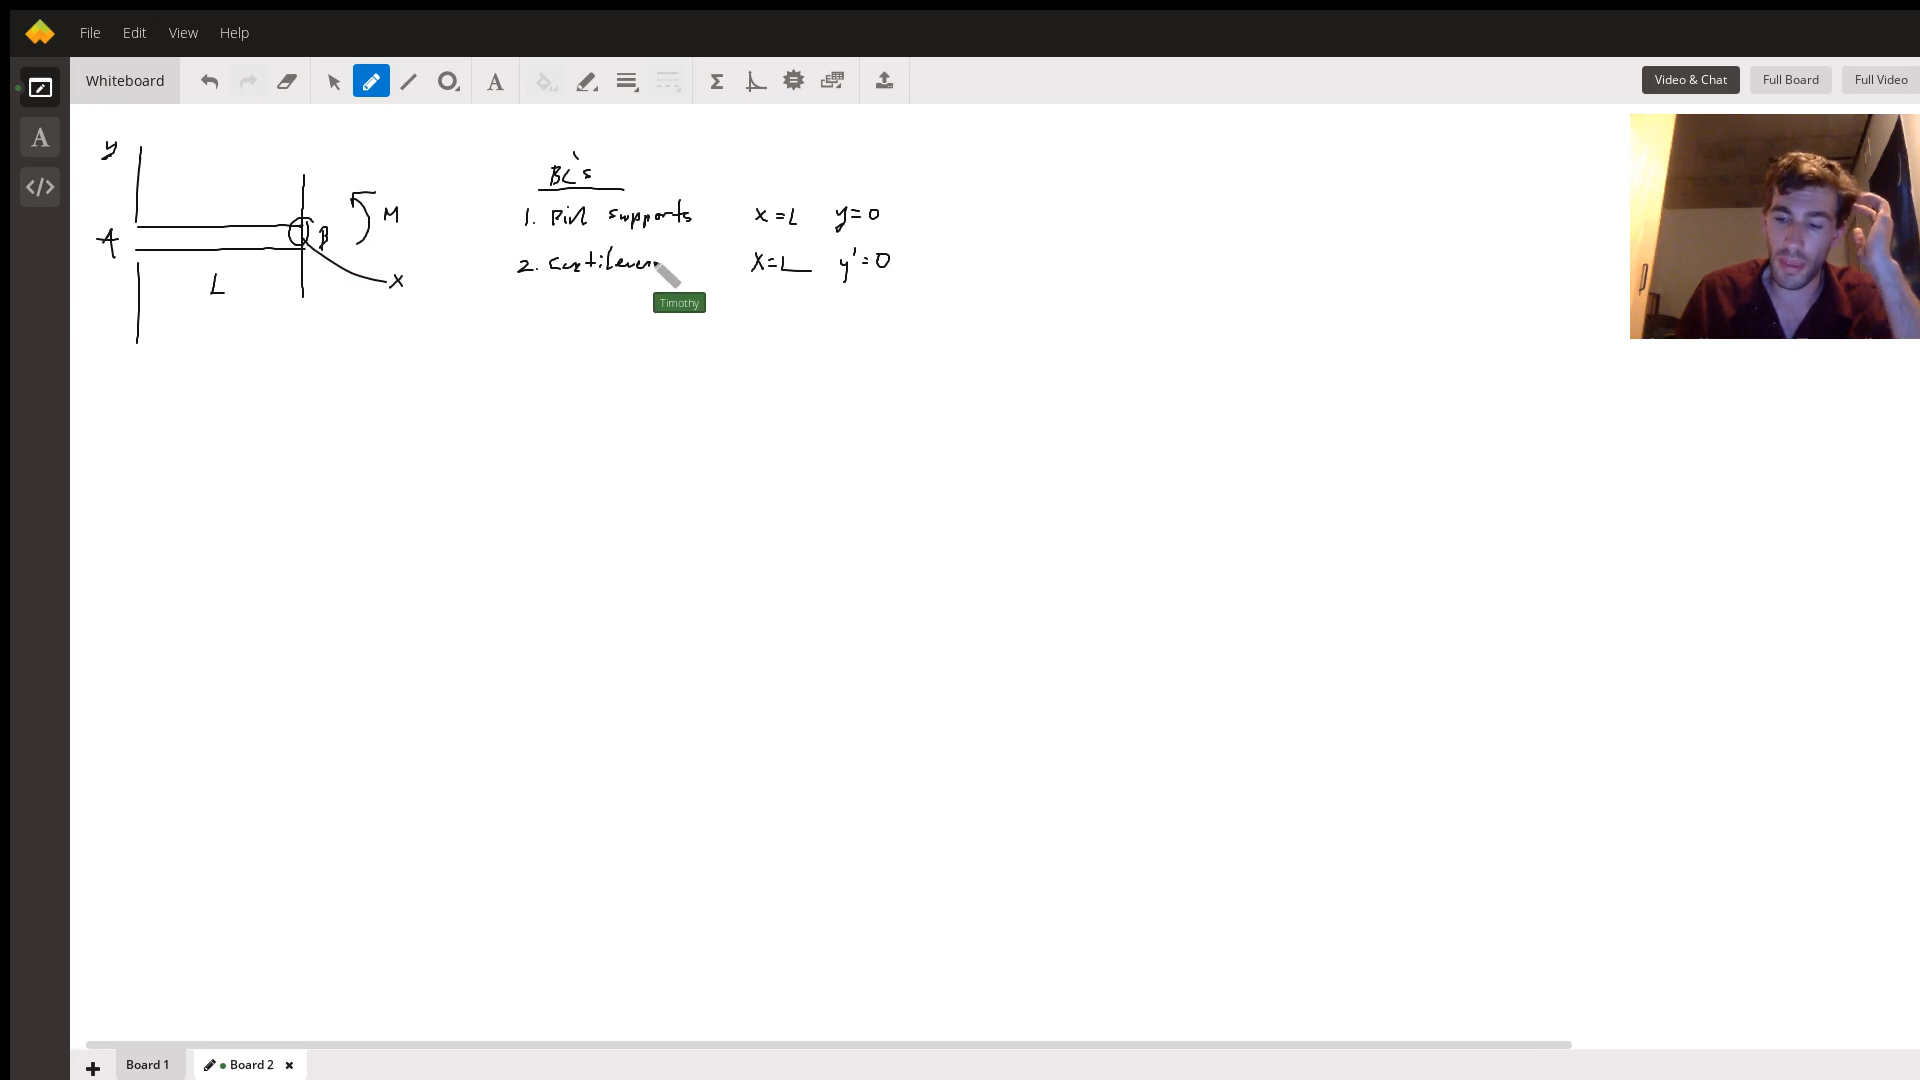 File Edit View Help
Whiteboard
Video & Chat Full Board Full Video
A
A
y
BC's
M
1. Pin supports x = L y = 0
A
B
2. Cantilever X = L y' = 0
X
L
Timothy
Board 1 Board 2